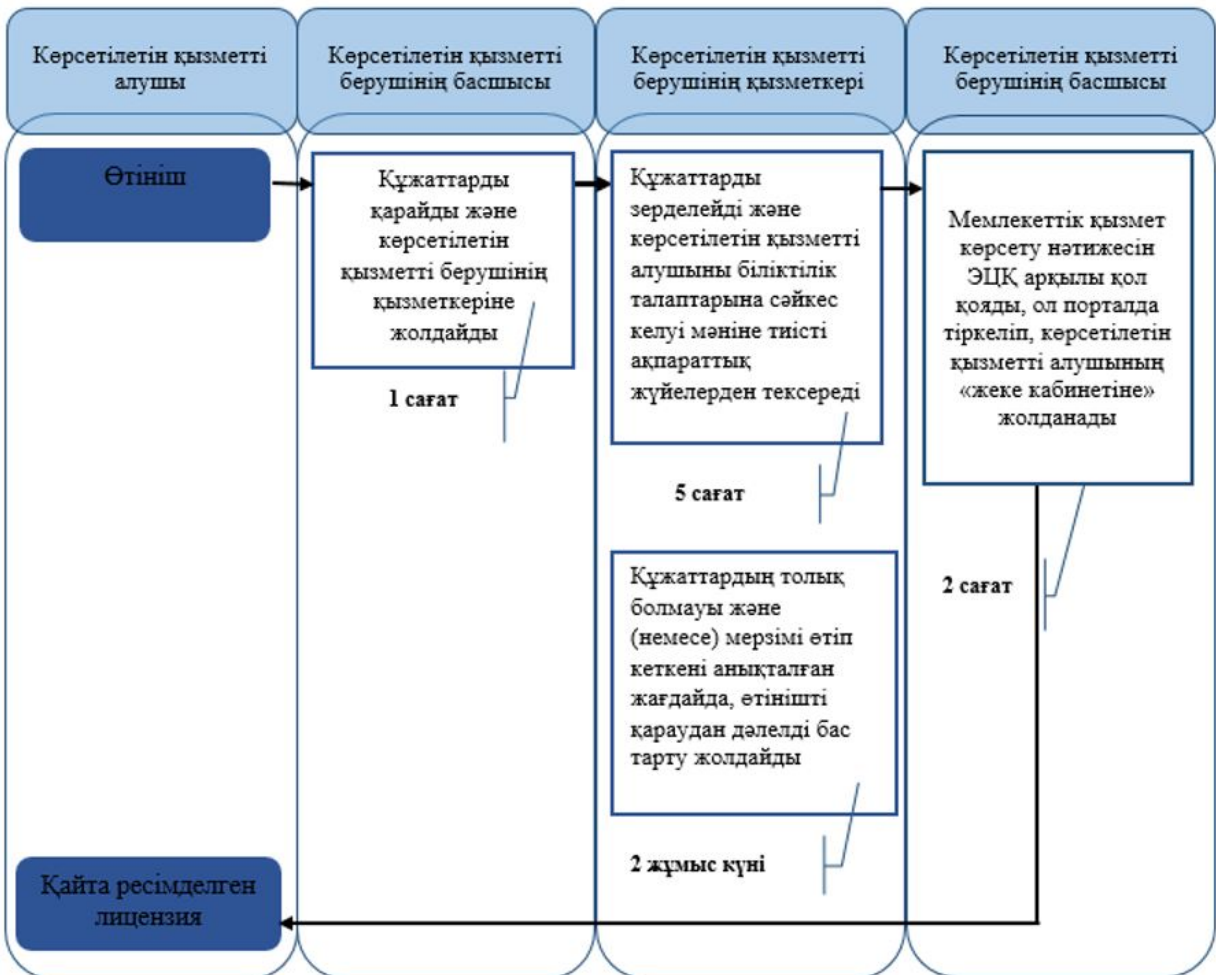 Көрсетілетін қызметті
алушы
Көрсетілетін қызметті
берушінің басшысы
Көрсетілетін қызметті
берушінің қызметкері
Көрсетілетін қызметті
берушінің басшысы
Өтініш
Құжаттарды
қарайды және
көрсетілетін
қызметті берушінің
қызметкеріне
жолдайды
1 сағат
Құжаттарды
зерделейді және
көрсетілетін қызметті
алушыны біліктілік
талаптарына сәйкес
келуі мәніне тиісті
ақпараттық
жүйелерден тексереді
5 сағат
Құжаттардың толық
болмауы және
(немесе) мерзімі өтіп
кеткені анықталған
жағдайда, өтінішті
қараудан дәлелді бас
тарту жолдайды
2 жұмыс күні
Мемлекеттік қызмет
көрсету нәтижесін
ЭЦҚ арқылы қол
қояды, ол порталда
тіркеліп, көрсетілетін
қызметті алушының
«жеке кабинетіне»
жолданады
2 сағат
Қайта ресімделген
лицензия